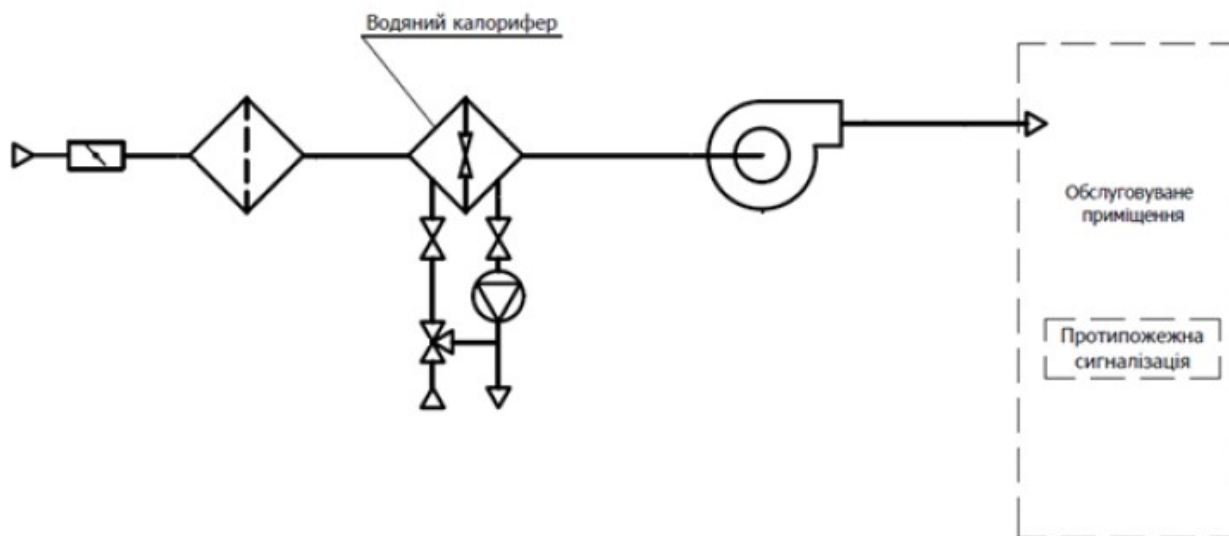 Водяний калорифер
Обслуговуване
приміщення
Протипожежна
сигналізація